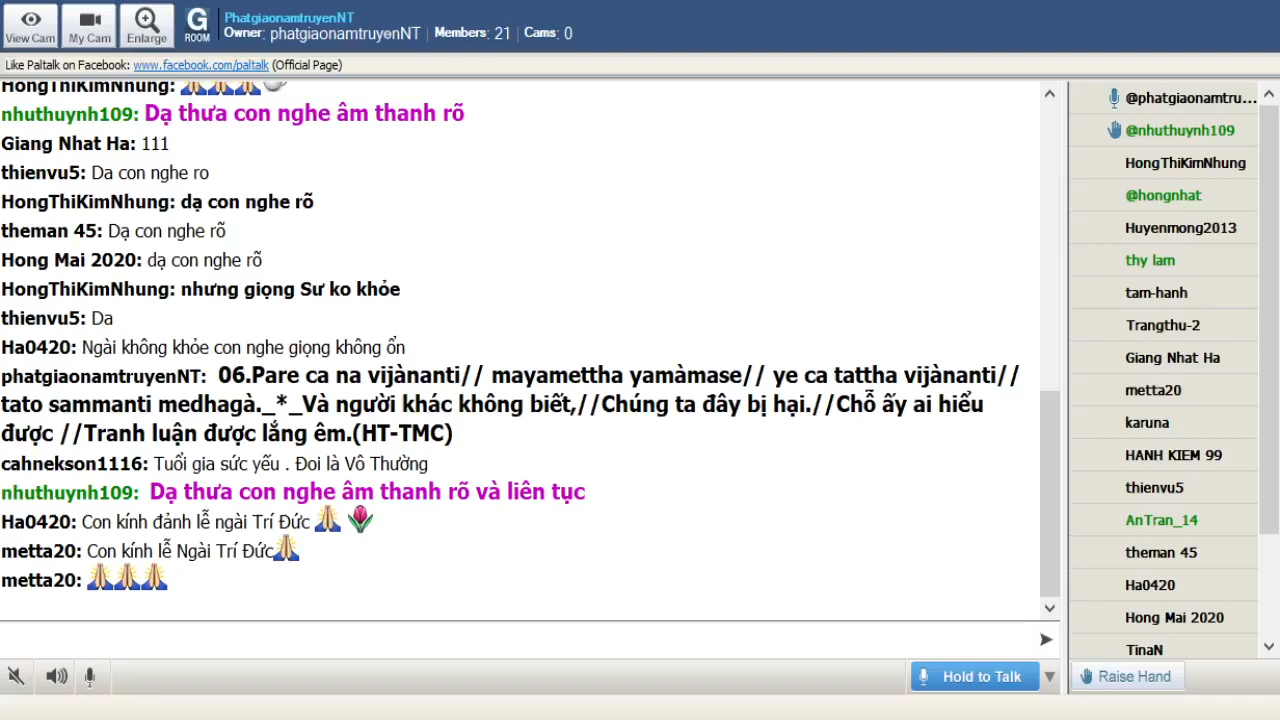 PhatgiaonamtruyenNT
Owner: phatgiaonamtruyenNT | Members: 21 | Cams: 0
View Cam
My Cam
Enlarge
G
ROOM
Like Paltalk on Facebook: www.facebook.com/paltalk (Official Page)
HongThiKimNhung:
nhuthuynh109: Dạ thưa con nghe âm thanh rõ
Giang Nhat Ha: 111
thienvu5: Da con nghe ro
HongThiKimNhung: dạ con nghe rõ
theman 45: Dạ con nghe rõ
Hong Mai 2020: dạ con nghe rõ
HongThiKimNhung: nhưng giọng Sư ko khỏe
thienvu5: Da
Ha0420: Ngài không khỏe con nghe giọng không ổn
phatgiaonamtruyenNT: 06.Pare ca na vijànanti// mayamettha yamàmase// ye ca tattha vijànanti//
tato sammanti medhagà._*_Và người khác không biết,//Chúng ta đây bị hại.//Chỗ ấy ai hiểu
được //Tranh luận được lắng êm.(HT-TMC)
cahnekson1116: Tuổi gia sức yếu . Đoi là Vô Thường
nhuthuynh109: Dạ thưa con nghe âm thanh rõ và liên tục
Ha0420: Con kính đảnh lễ ngài Trí Đức
metta20: Con kính lễ Ngài Trí Đức
metta20:
Hold to Talk
@phatgiaonamtru...
@nhuthuynh109
HongThiKimNhung
@hongnhat
Huyenmong2013
thy lam
tam-hanh
Trangthu-2
Giang Nhat Ha
metta20
karuna
HANH KIEM 99
thienvu5
AnTran_14
theman 45
Ha0420
Hong Mai 2020
TinaN
Raise Hand